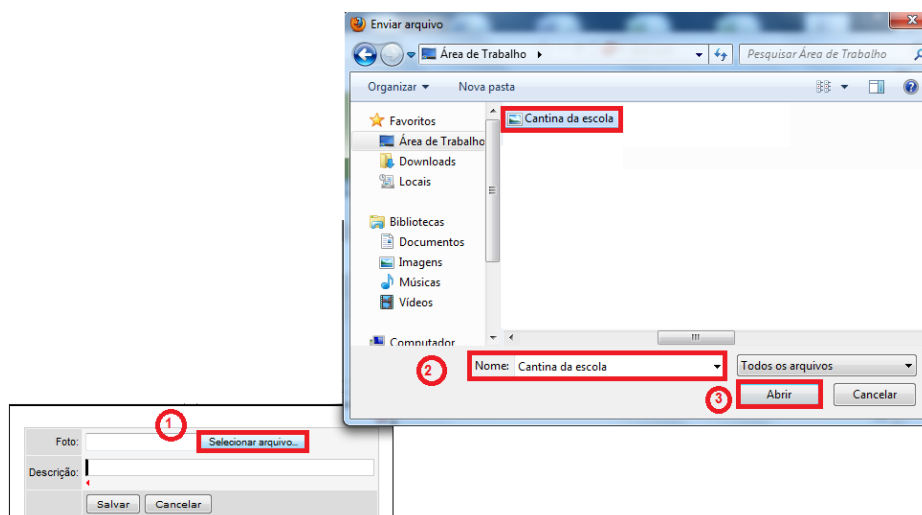 Enviar arquivo
Área de Trabalho
Pesquisar Área de Trabalho
Organizar
Nova pasta
Favoritos
Área de Trabalho
Downloads
Locais
Bibliotecas
Documentos
Imagens
Músicas
Vídeos
Computador
Cantina da escola
2
Nome: Cantina da escola
Todos os arquivos
3
Abrir
Cancelar
1
Foto:
Selecionar arquivo...
Descrição:
Salvar
Cancelar